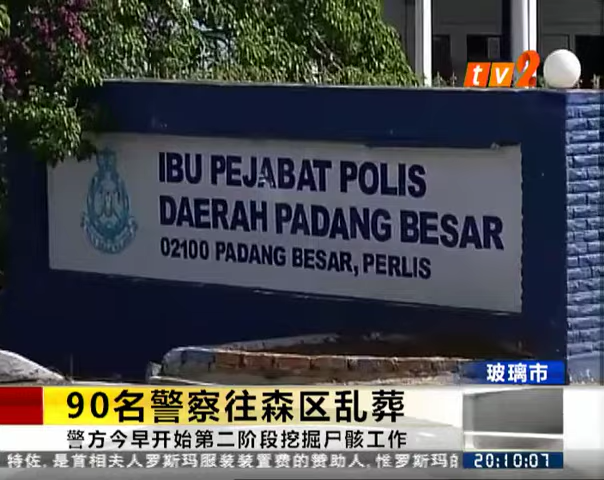 tv2
IBU PEJABAT POLIS
DAERAH PADANG BESAR
02100 PADANG BESAR, PERLIS
玻璃市
90名警察往森区乱葬
警方今早开始第二阶段挖掘尸骸工作
特佐，是首相夫人罗斯玛服装装置费的赞助人，惟罗斯玛的
20:10:07